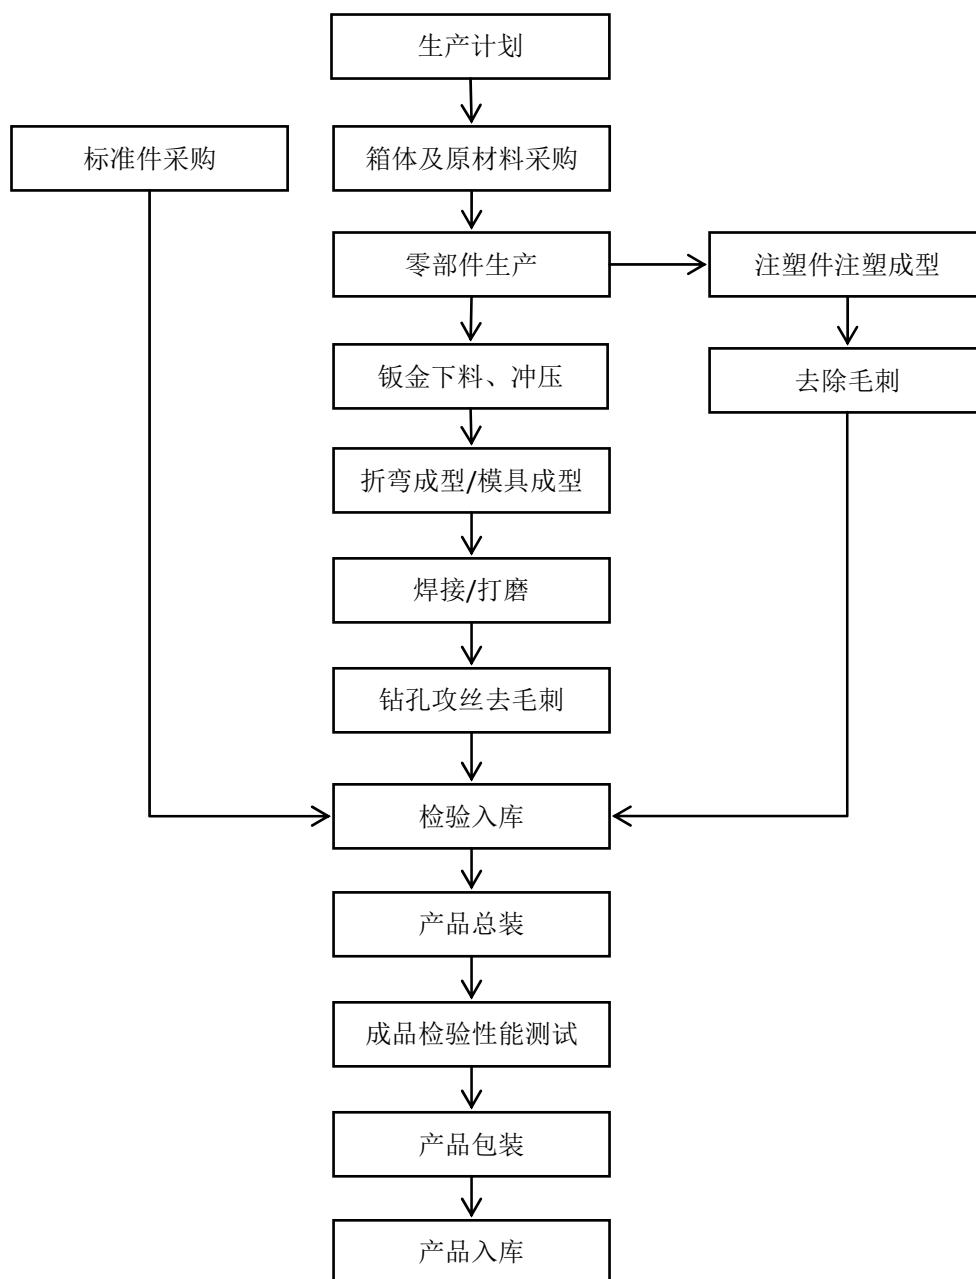 生产计划
标准件采购
箱体及原材料采购
零部件生产
注塑件注塑成型
钣金下料、冲压
去除毛刺
折弯成型/模具成型
焊接/打磨
钻孔攻丝去毛刺
检验入库
产品总装
成品检验性能测试
产品包装
产品入库